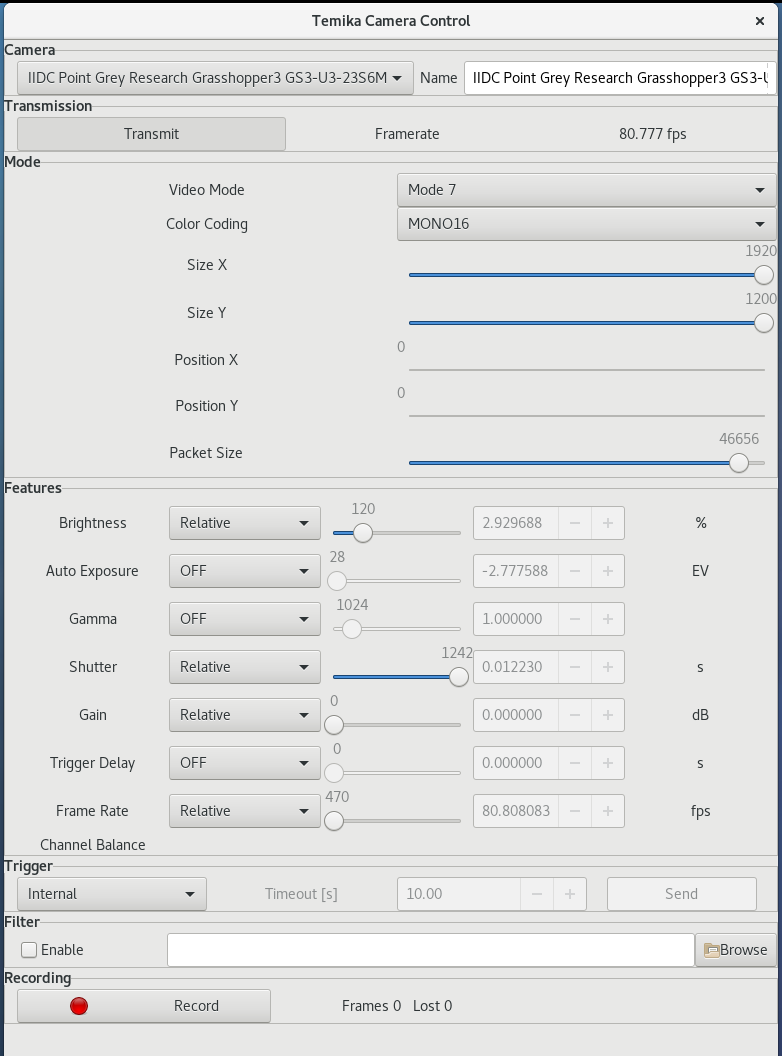 Temika Camera Control ×
Camera
IIDC Point Grey Research Grasshopper3 GS3-U3-23S6M Name IIDC Point Grey Research Grasshopper3 GS3-U
Transmission
Transmit Framerate 80.777 fps
Mode
Video Mode Mode 7
Color Coding MONO16
1920
Size X
1200
Size Y
0
Position X
0
Position Y
46656
Packet Size
Features
120
Brightness Relative 2.929688 − + %
28
Auto Exposure OFF -2.777588 − + EV
1024
Gamma OFF 1.000000 − +
1242
Shutter Relative 0.012230 − + s
0
Gain Relative 0.000000 − + dB
0
Trigger Delay OFF 0.000000 − + s
470
Frame Rate Relative 80.808083 − + fps
Channel Balance
Trigger
Internal Timeout [s] 10.00 − + Send
Filter
Enable Browse
Recording
Record Frames 0 Lost 0